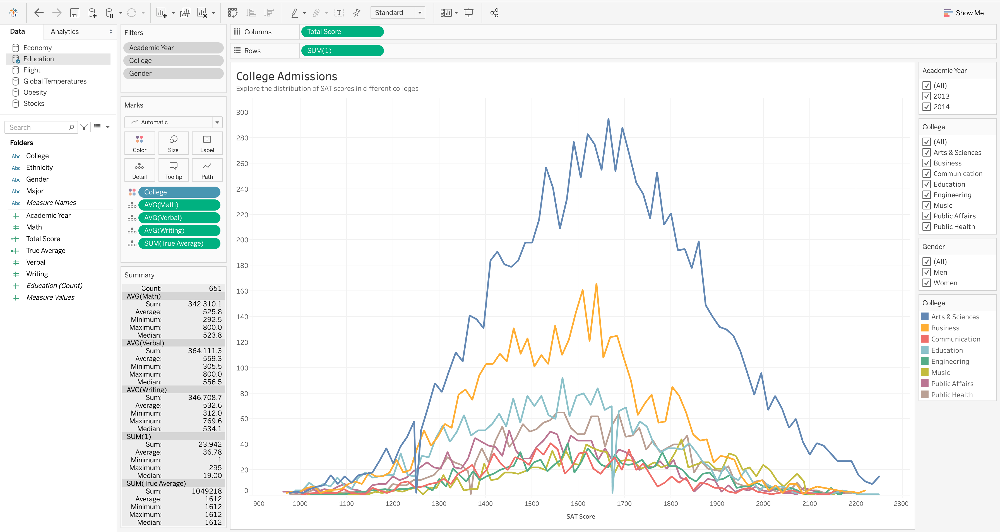 Standard
Show Me
Data
Analytics
Economy
Education
Flight
Global Temperatures
Obesity
Stocks
Search
Folders
Abc College
Abc Ethnicity
Abc Gender
Abc Major
Abc Measure Names
# Academic Year
# Math
=# Total Score
=# True Average
# Verbal
# Writing
# Education (Count)
# Measure Values
Filters
Academic Year
College
Gender
Marks
Automatic
Color
Size
T
Label
Detail
Tooltip
Path
College
AVG(Math)
AVG(Verbal)
AVG(Writing)
SUM(True Average)
Summary
Count: 651
AVG(Math)
Sum: 342,310.1
Average: 525.8
Minimum: 292.5
Maximum: 800.0
Median: 523.8
AVG(Verbal)
Sum: 364,111.3
Average: 559.3
Minimum: 305.5
Maximum: 800.0
Median: 556.5
AVG(Writing)
Sum: 346,708.7
Average: 532.6
Minimum: 312.0
Maximum: 769.6
Median: 534.1
SUM(1)
Sum: 23,942
Average: 36.78
Minimum: 1
Maximum: 295
Median: 19.00
SUM(True Average)
Sum: 1049218
Average: 1612
Minimum: 1612
Maximum: 1612
Median: 1612
Columns
Total Score
Rows
SUM(1)
College Admissions
Explore the distribution of SAT scores in different colleges
300
280
260
240
220
200
180
160
140
120
100
80
60
40
20
0
900 1000 1100 1200 1300 1400 1500 1600 1700 1800 1900 2000 2100 2200 2300
SAT Score
Academic Year
(All)
2013
2014
College
(All)
Arts & Sciences
Business
Communication
Education
Engineering
Music
Public Affairs
Public Health
Gender
(All)
Men
Women
College
Arts & Sciences
Business
Communication
Education
Engineering
Music
Public Affairs
Public Health